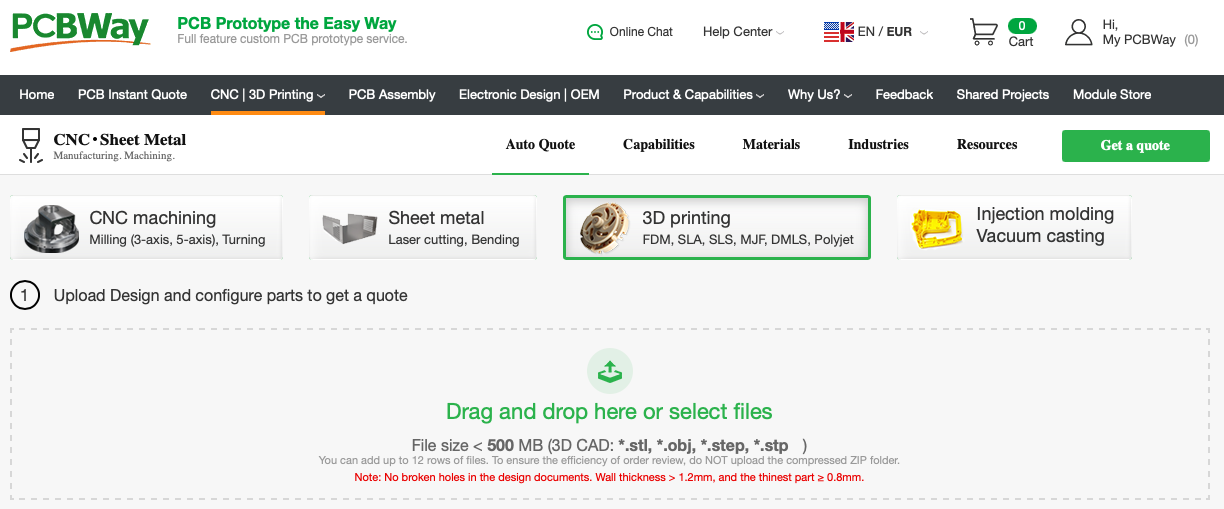 PCBWay
PCB Prototype the Easy Way
Full feature custom PCB prototype service.
Online Chat
Help Center
EN / EUR
0
Cart
Hi,
My PCBWay (0)
Home
PCB Instant Quote
CNC | 3D Printing
PCB Assembly
Electronic Design | OEM
Product & Capabilities
Why Us?
Feedback
Shared Projects
Module Store
CNC • Sheet Metal
Manufacturing. Machining.
Auto Quote
Capabilities
Materials
Industries
Resources
Get a quote
CNC machining
Milling (3-axis, 5-axis), Turning
Sheet metal
Laser cutting, Bending
3D printing
FDM, SLA, SLS, MJF, DMLS, Polyjet
Injection molding
Vacuum casting
1 Upload Design and configure parts to get a quote
Drag and drop here or select files
File size < 500 MB (3D CAD: *.stl, *.obj, *.step, *.stp )
You can add up to 12 rows of files. To ensure the efficiency of order review, do NOT upload the compressed ZIP folder.
Note: No broken holes in the design documents. Wall thickness > 1.2mm, and the thinest part ≥ 0.8mm.